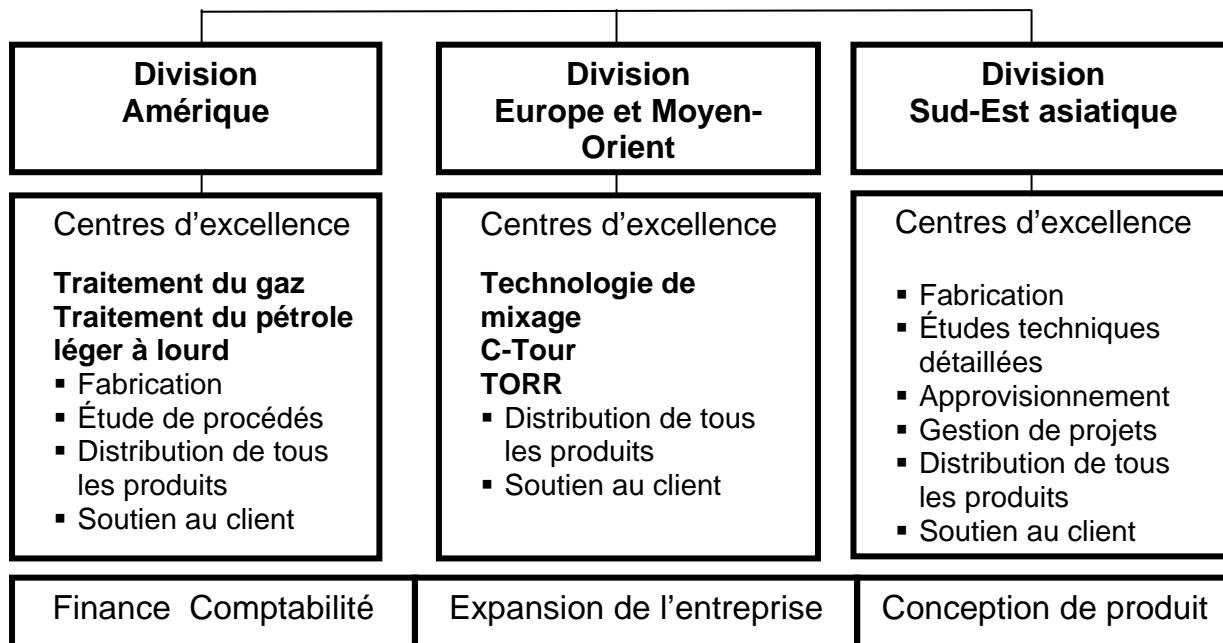 Division
Amérique
Division
Europe et Moyen-
Orient
Division
Sud-Est asiatique
Centres d’excellence
Traitement du gaz
Traitement du pétrole
léger à lourd
▪ Fabrication
▪ Étude de procédés
▪ Distribution de tous
les produits
▪ Soutien au client
Centres d’excellence
Technologie de
mixage
C-Tour
TORR
▪ Distribution de tous
les produits
▪ Soutien au client
Centres d’excellence
▪ Fabrication
▪ Études techniques
détaillées
▪ Approvisionnement
▪ Gestion de projets
▪ Distribution de tous
les produits
▪ Soutien au client
Finance Comptabilité
Expansion de l’entreprise
Conception de produit